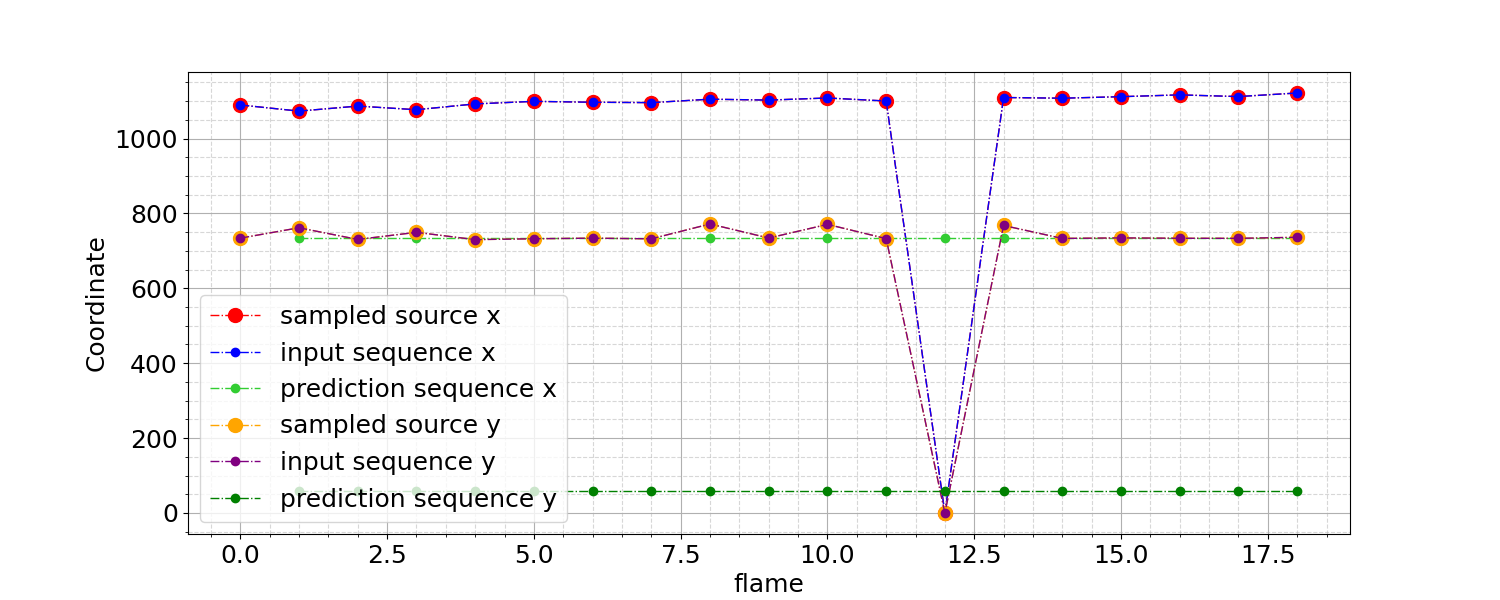 1000
800
600
400
200
0
Coordinate
sampled source x
input sequence x
prediction sequence x
sampled source y
input sequence y
prediction sequence y
0.0 2.5 5.0 7.5 10.0 12.5 15.0 17.5
flame